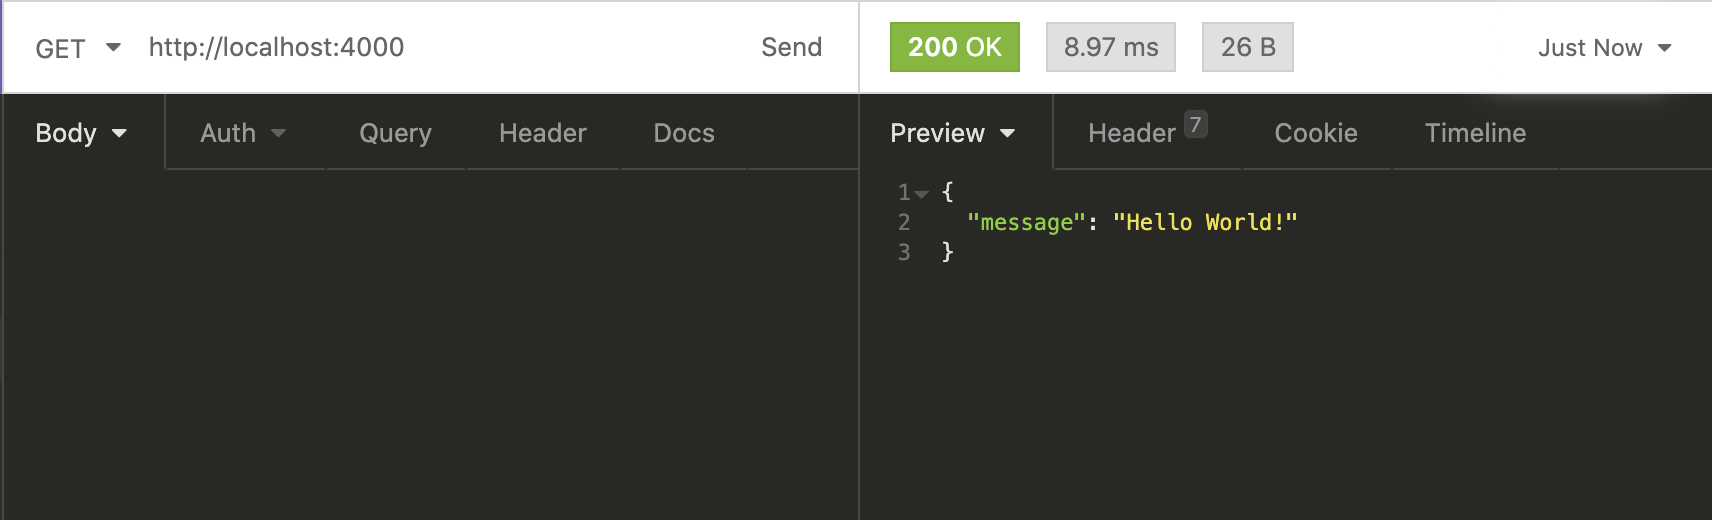 GET http://localhost:4000 Send 200 OK 8.97 ms 26 B Just Now
Body Auth Query Header Docs Preview Header 7 Cookie Timeline
1 {
2 "message": "Hello World!"
3 }